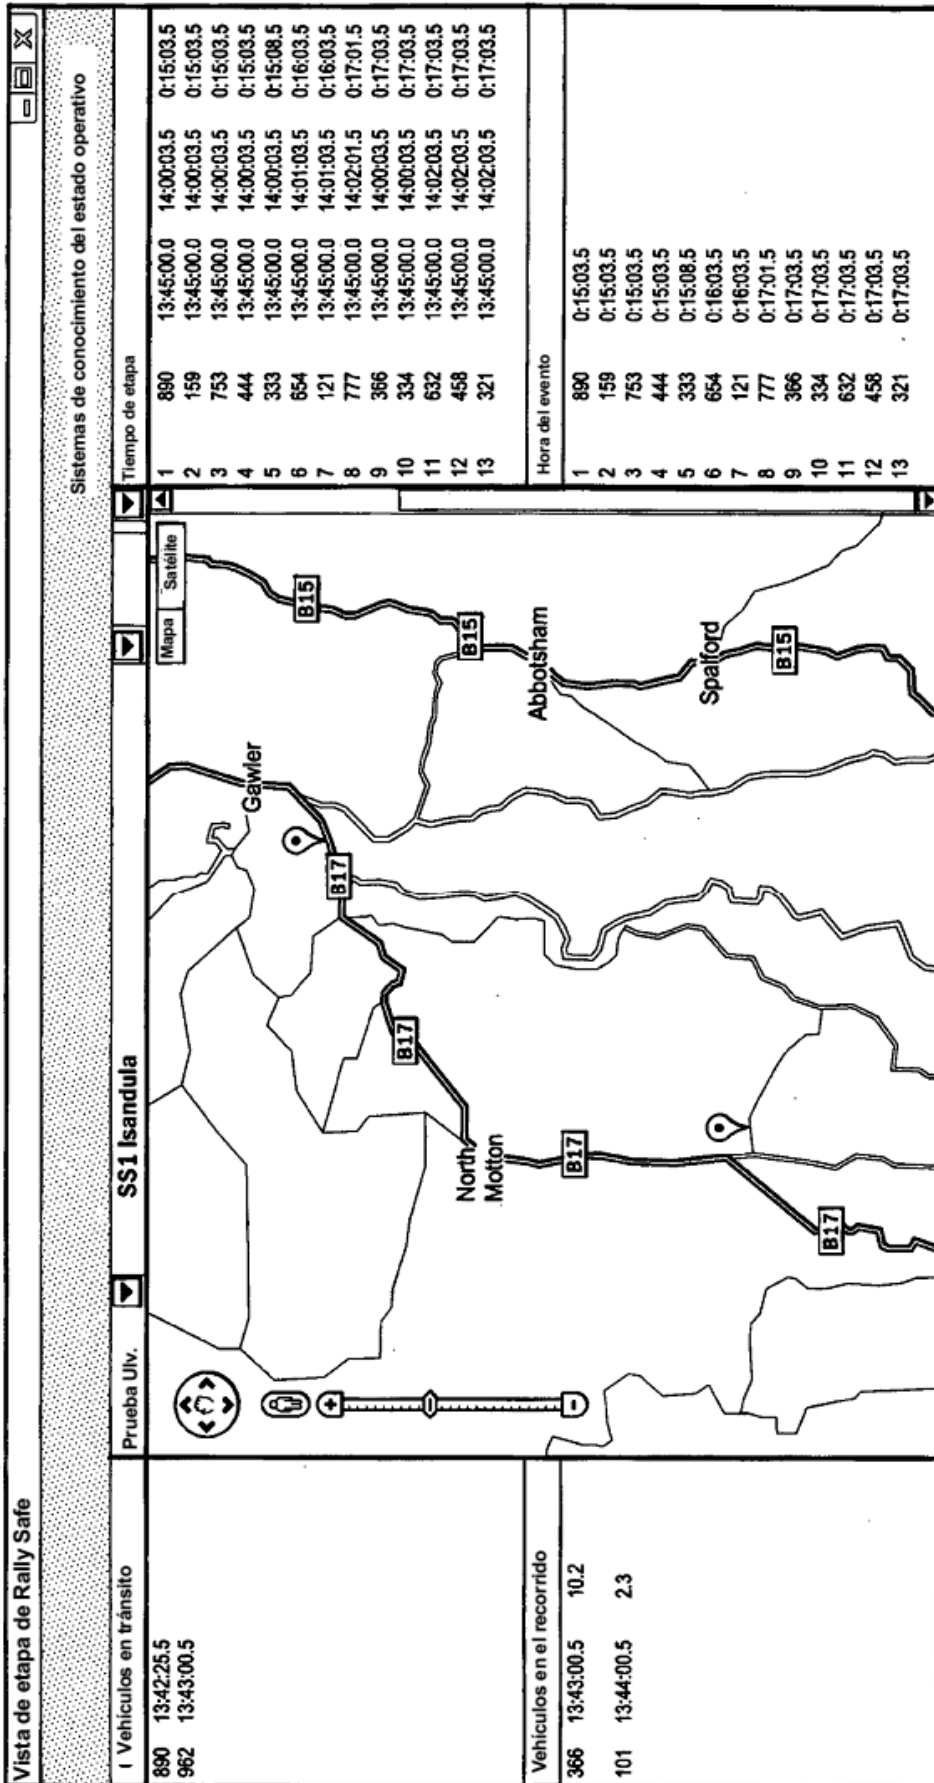 Vista de etapa de Rally Safe
Sistemas de conocimiento del estado operativo
Vehículos en tránsito
890 13:42:25.5
962 13:43:00.5
Vehículos en el recorrido
366 13:43:00.5 10.2
101 13:44:00.5 2.3
Prueba Ulv.
SS1 Isandula
Mapa Satélite
Gawler
B17
B17
North
Motton
B17
B17
B15
B15
Abbotsham
Spalford
B15
Tiempo de etapa
1 890 13:45:00.0 14:00:03.5 0:15:03.5
2 159 13:45:00.0 14:00:03.5 0:15:03.5
3 753 13:45:00.0 14:00:03.5 0:15:03.5
4 444 13:45:00.0 14:00:03.5 0:15:03.5
5 333 13:45:00.0 14:00:03.5 0:15:08.5
6 654 13:45:00.0 14:01:03.5 0:16:03.5
7 121 13:45:00.0 14:01:03.5 0:16:03.5
8 777 13:45:00.0 14:02:01.5 0:17:01.5
9 366 13:45:00.0 14:00:03.5 0:17:03.5
10 334 13:45:00.0 14:00:03.5 0:17:03.5
11 632 13:45:00.0 14:02:03.5 0:17:03.5
12 458 13:45:00.0 14:02:03.5 0:17:03.5
13 321 13:45:00.0 14:02:03.5 0:17:03.5
Hora del evento
1 890 0:15:03.5
2 159 0:15:03.5
3 753 0:15:03.5
4 444 0:15:03.5
5 333 0:15:08.5
6 654 0:16:03.5
7 121 0:16:03.5
8 777 0:17:01.5
9 366 0:17:03.5
10 334 0:17:03.5
11 632 0:17:03.5
12 458 0:17:03.5
13 321 0:17:03.5